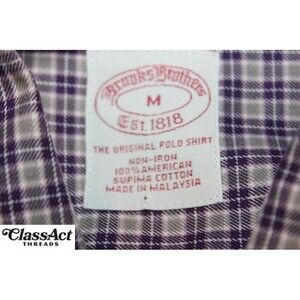 Brooks Brothers
M
Est. 1818
THE ORIGINAL POLO SHIRT
NON-IRON
100% AMERICAN
SUPIMA COTTON
MADE IN MALAYSIA
ClassAct
THREADS